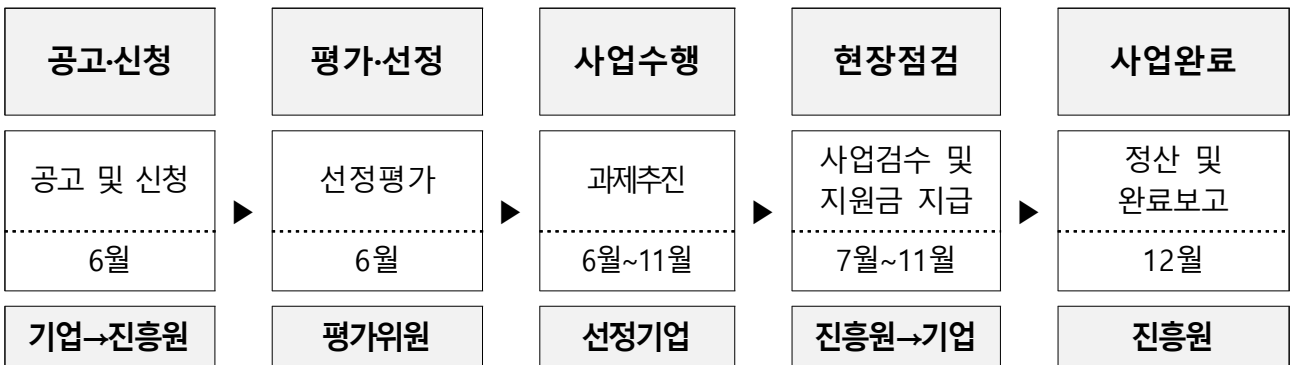 공고·신청
평가·선정
사업수행
현장점검
사업완료
공고 및 신청
▶
선정평가
▶
과제추진
▶
사업검수 및
지원금 지급
▶
정산 및
완료보고
6월
6월
6월~11월
7월~11월
12월
기업→진흥원
평가위원
선정기업
진흥원→기업
진흥원